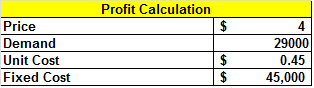 Profit Calculation
Price $ 4
Demand 29000
Unit Cost $ 0.45
Fixed Cost $ 45,000